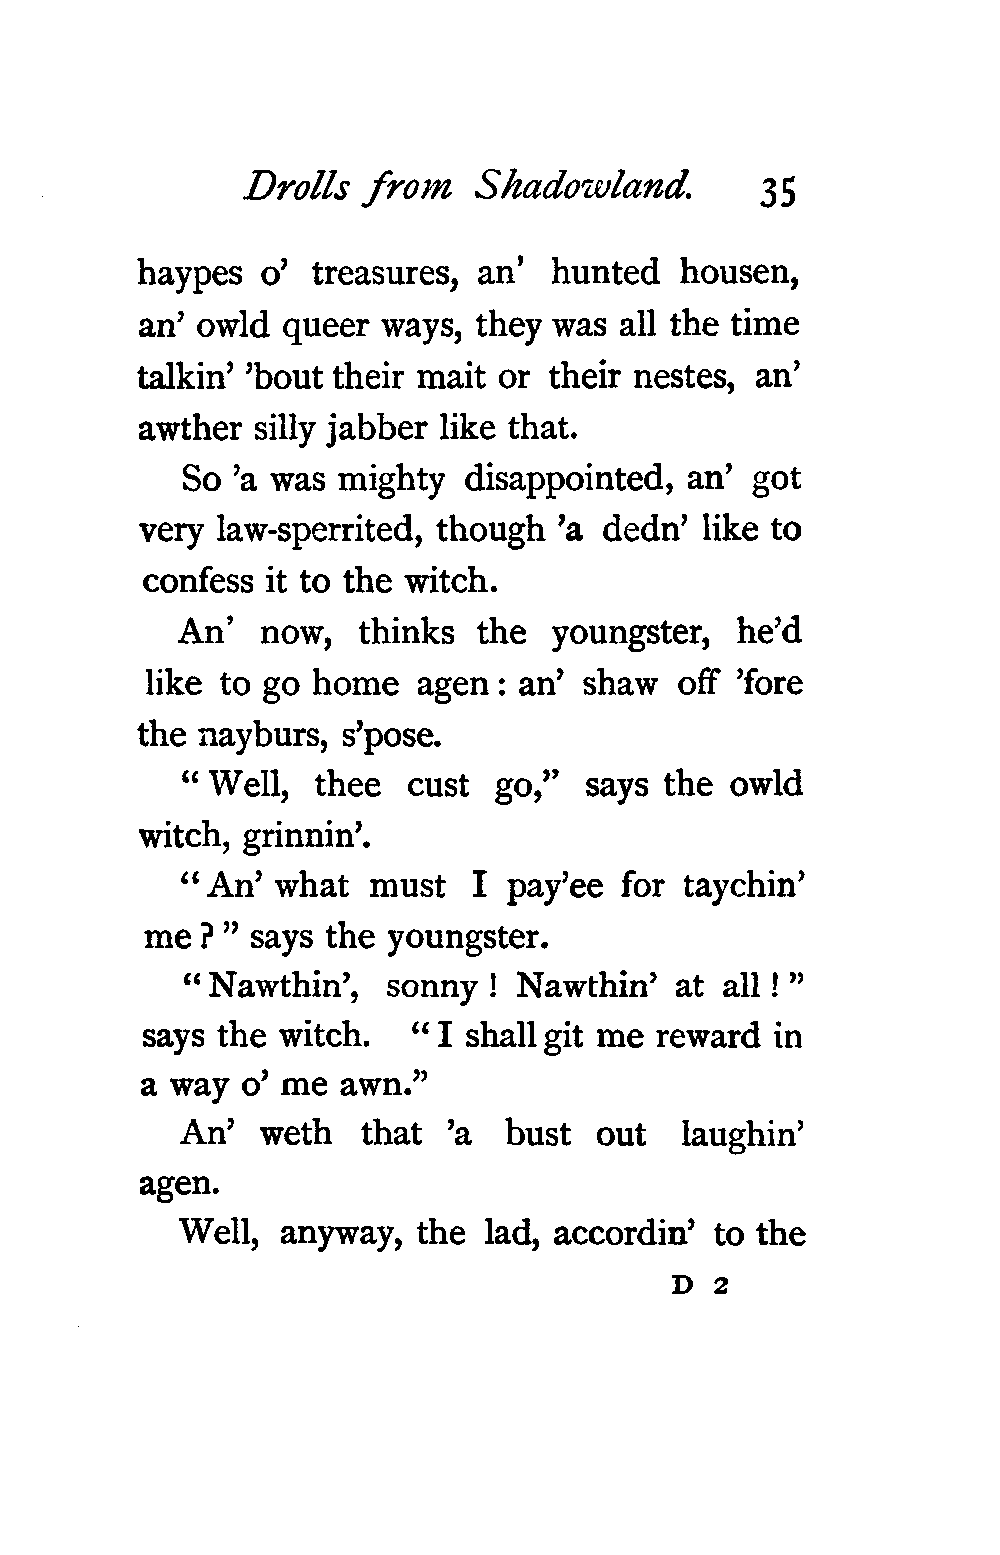 Drolls from Shadowland. 35
haypes o' treasures, an' hunted housen,
an' owld queer ways, they was all the time
talkin' 'bout their mait or their nestes, an'
awther silly jabber like that.
So 'a was mighty disappointed, an' got
very law-sperrited, though 'a dedn' like to
confess it to the witch.
An' now, thinks the youngster, he'd
like to go home agen : an' shaw off 'fore
the nayburs, s'pose.
“ Well, thee cust go,” says the owld
witch, grinnin'.
“ An' what must I pay'ee for taychin'
me ? ” says the youngster.
“ Nawthin', sonny ! Nawthin' at all ! ”
says the witch. “ I shall git me reward in
a way o' me awn.”
An' weth that 'a bust out laughin'
agen.
Well, anyway, the lad, accordin' to the
D 2